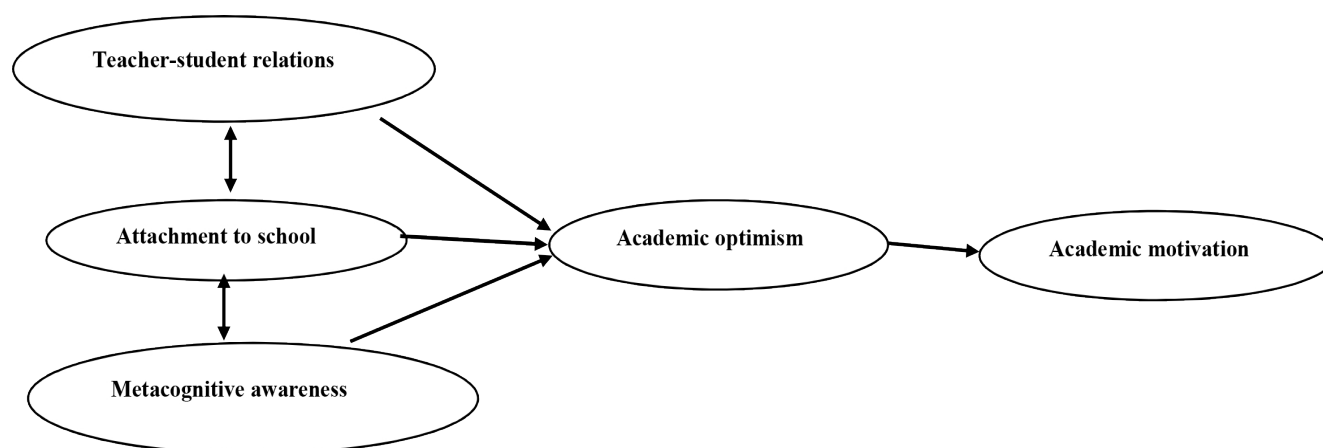 Teacher-student relations
Attachment to school
Academic optimism
Academic motivation
Metacognitive awareness